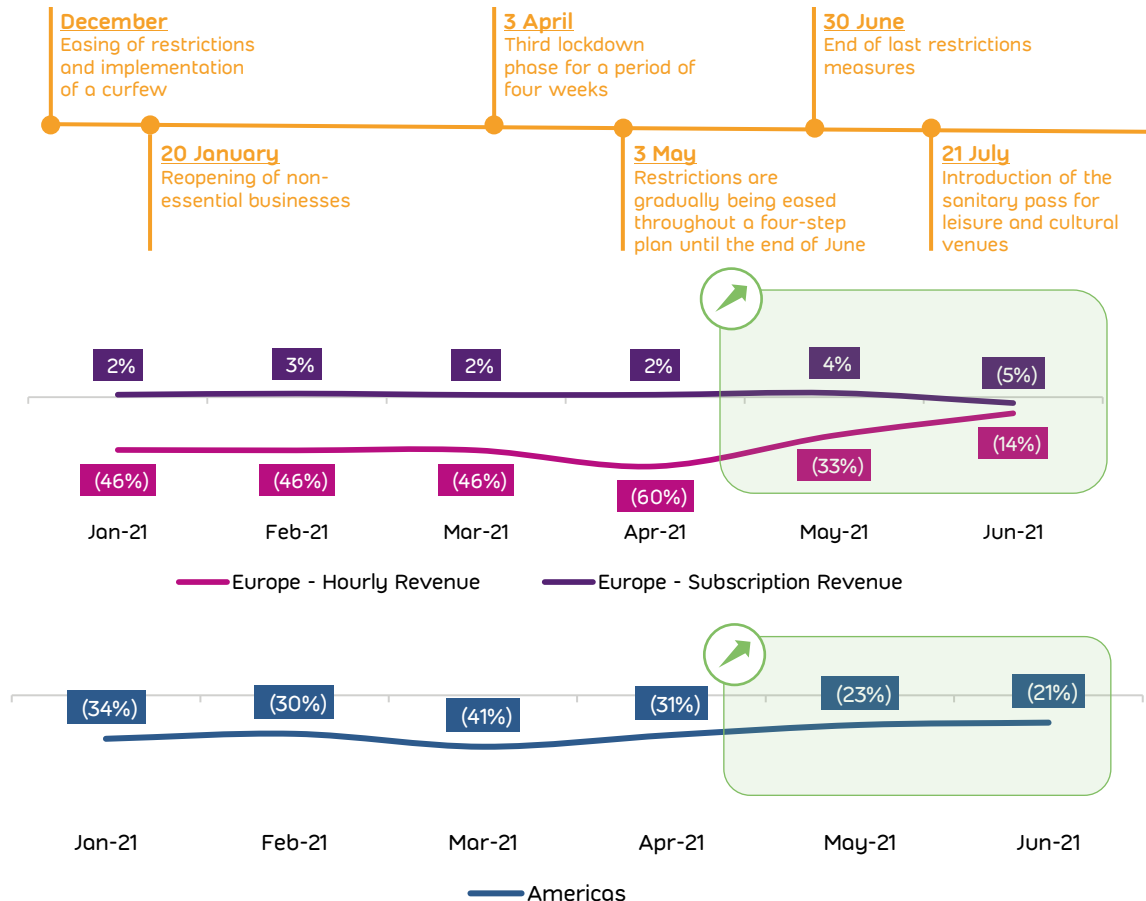 December
Easing of restrictions
and implementation
of a curfew
3 April
Third lockdown
phase for a period of
four weeks
30 June
End of last restrictions
measures
20 January
Reopening of non-
essential businesses
3 May
Restrictions are
gradually being eased
throughout a four-step
plan until the end of June
21 July
Introduction of the
sanitary pass for
leisure and cultural
venues
2%
3%
2%
2%
4%
(5%)
(46%)
(46%)
(46%)
(60%)
(33%)
(14%)
Jan-21
Feb-21
Mar-21
Apr-21
May-21
Jun-21
Europe - Hourly Revenue
Europe - Subscription Revenue
(34%)
(30%)
(41%)
(31%)
(23%)
(21%)
Jan-21
Feb-21
Mar-21
Apr-21
May-21
Jun-21
Americas